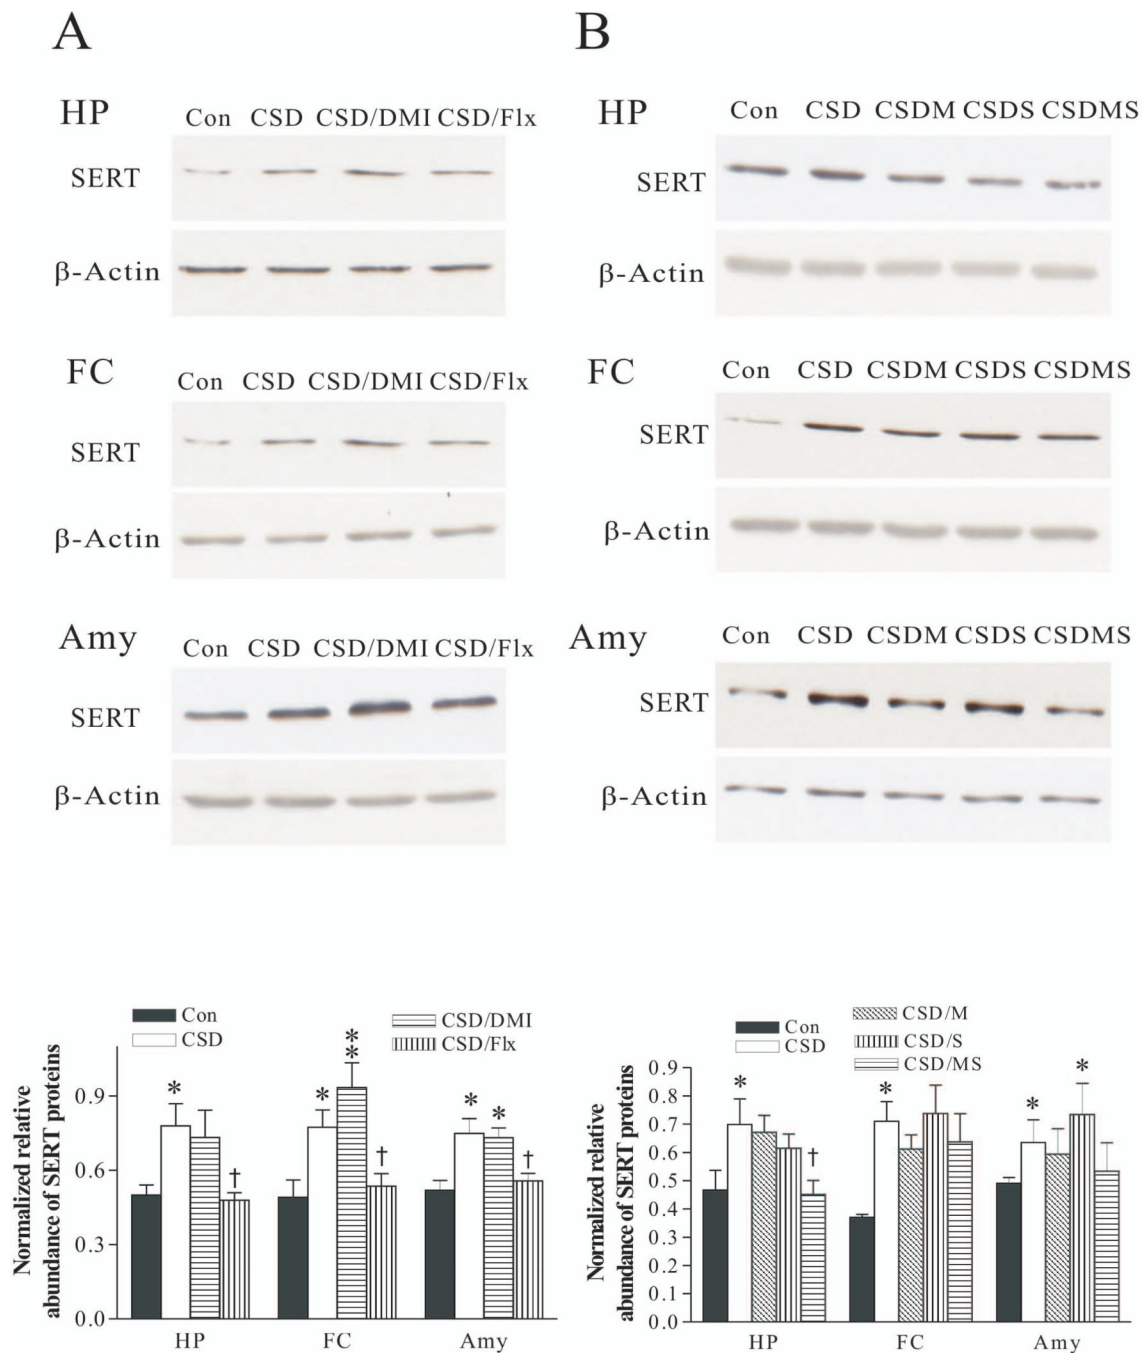 A
HP
Con CSD CSD/DMI CSD/Flx
SERT
β-Actin
FC
Con CSD CSD/DMI CSD/Flx
SERT
β-Actin
Amy
Con CSD CSD/DMI CSD/Flx
SERT
β-Actin
Normalized relative
abundance of SERT proteins
Con
CSD
CSD/DMI
CSD/Flx
0.9
0.6
0.3
0.0
* † * ** † * * †
HP FC Amy
B
HP
Con CSD CSDM CSDS CSDMS
SERT
β-Actin
FC
Con CSD CSDM CSDS CSDMS
SERT
β-Actin
Amy
Con CSD CSDM CSDS CSDMS
SERT
β-Actin
Normalized relative
abundance of SERT proteins
Con
CSD
CSD/M
CSD/S
CSD/MS
0.9
0.8
0.7
0.6
0.5
0.4
0.3
0.2
0.1
0.0
* † * * *
HP FC Amy